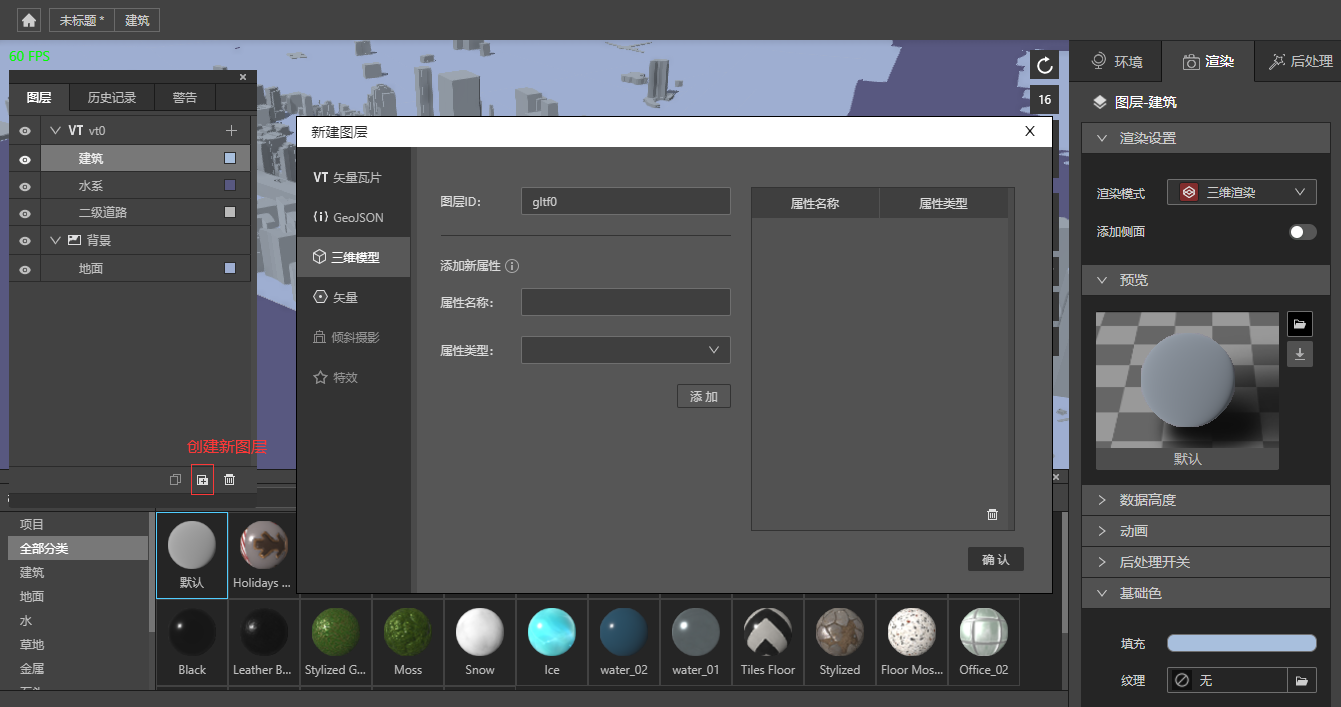 未标题 *
建筑
60 FPS
图层
历史记录
警告
VT vt0
建筑
水系
二级道路
背景
地面
创建新图层
16
新建图层
X
VT 矢量瓦片
GeoJSON
三维模型
矢量
倾斜摄影
特效
图层ID:
gltf0
添加新属性
属性名称:
属性类型:
添 加
属性名称
属性类型
确 认
环境
渲染
后处理
图层-建筑
渲染设置
渲染模式
三维渲染
添加侧面
预览
默认
数据高度
动画
后处理开关
基础色
填充
纹理
无
项目
全部分类
建筑
地面
水
草地
金属
默认
Holidays ...
Black
Leather B...
Stylized G...
Moss
Snow
Ice
water_02
water_01
Tiles Floor
Stylized
Floor Mos...
Office_02